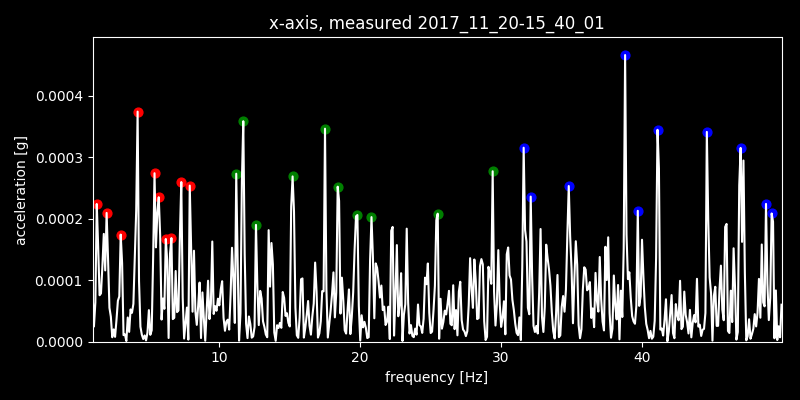 x-axis, measured 2017_11_20-15_40_01
acceleration [g]
0.0004
0.0003
0.0002
0.0001
0.0000
10 20 30 40
frequency [Hz]